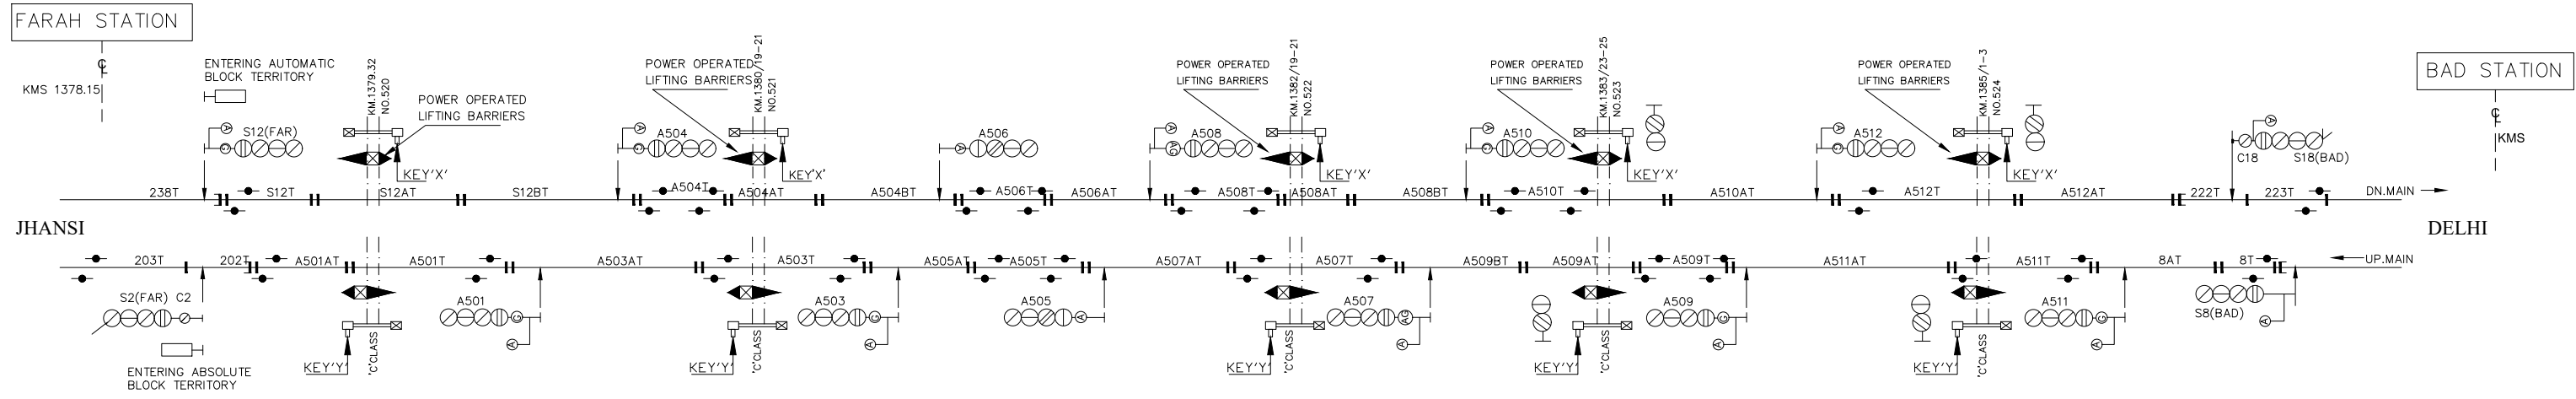 FARAH STATION
BAD STATION
℄
KMS 1378.15
℄
KMS
ENTERING AUTOMATIC
BLOCK TERRITORY
KM.1379.32
NO.520
POWER OPERATED
LIFTING BARRIERS
POWER OPERATED
LIFTING BARRIERS
KM.1380/19-21
NO.521
POWER OPERATED
LIFTING BARRIERS
KM.1382/19-21
NO.522
POWER OPERATED
LIFTING BARRIERS
KM.1383/23-25
NO.523
POWER OPERATED
LIFTING BARRIERS
KM.1385/1-3
NO.524
A
G
S12(FAR)
KEY'X'
A
G
A504
KEY'X'
A
A506
A
AG
A508
KEY'X'
A
G
A510
KEY'X'
A
G
A512
KEY'X'
A
C18
S18(BAD)
238T
S12T
S12AT
S12BT
A504T
A504AT
A504BT
A506T
A506AT
A508T
A508AT
A508BT
A510T
A510AT
A512T
A512AT
222T
223T
DN.MAIN
JHANSI
DELHI
203T
202T
A501AT
A501T
A503AT
A503T
A505AT
A505T
A507AT
A507T
A509BT
A509AT
A509T
A511AT
A511T
8AT
8T
UP.MAIN
S2(FAR) C2
ENTERING ABSOLUTE
BLOCK TERRITORY
KEY'Y'
'C'CLASS
A501
G
A
KEY'Y'
'C'CLASS
A503
G
A
A505
A
KEY'Y'
'C'CLASS
A507
AG
A
KEY'Y'
'C'CLASS
A509
G
A
KEY'Y'
'C'CLASS
A511
G
A
S8(BAD)
A